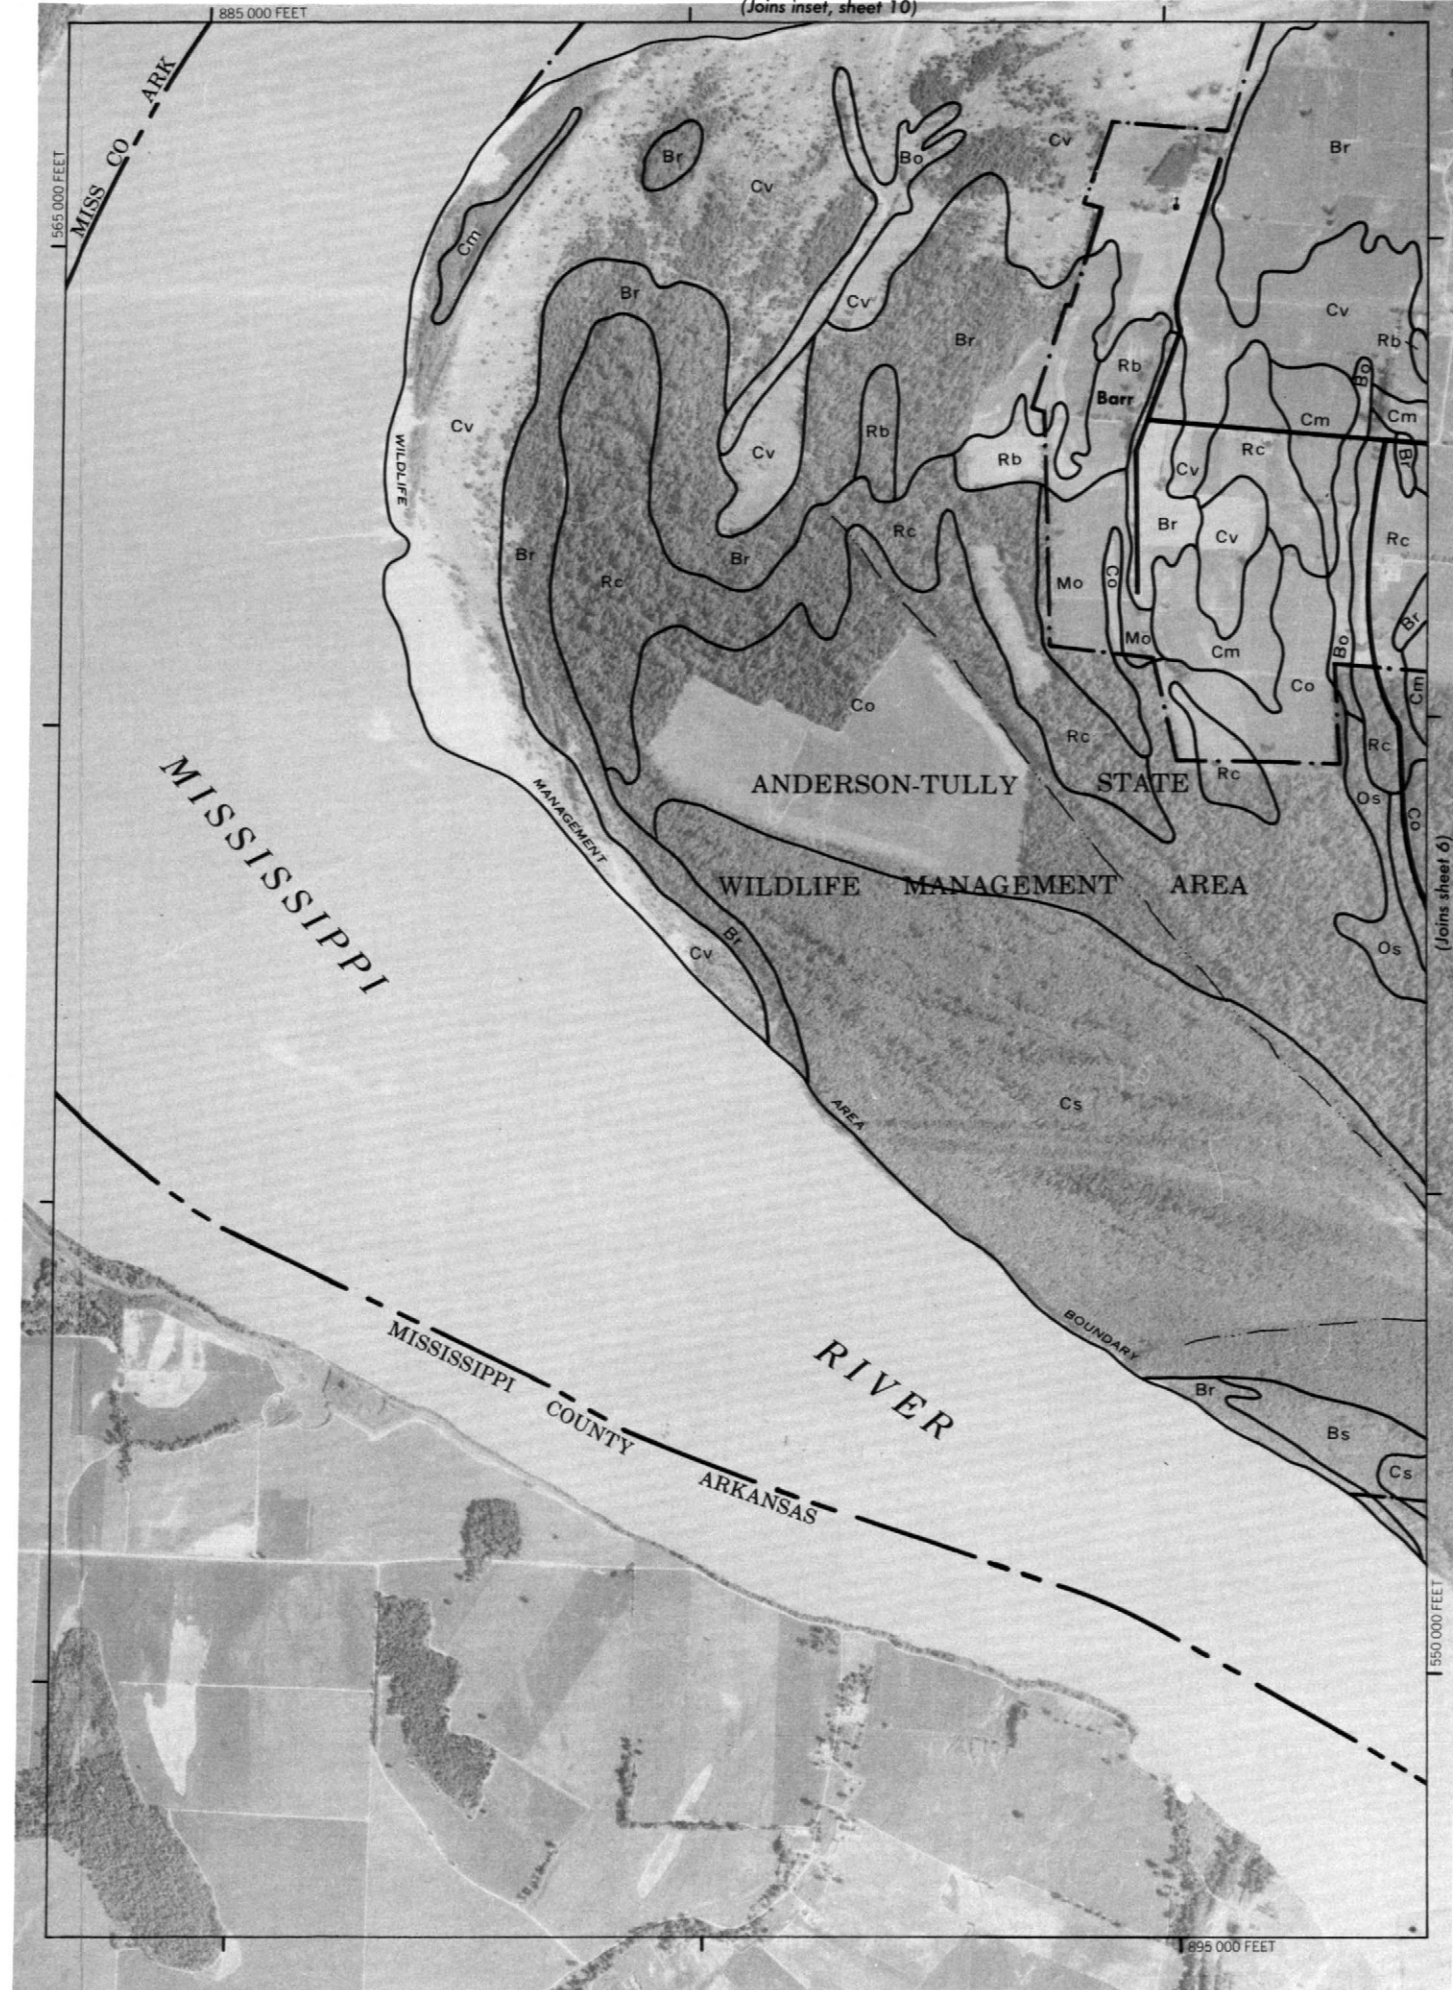 (Joins inset, sheet 10)
885 000 FEET
565 000 FEET
MISS CO ARK
Br
Cv
Bo
Cv
Br
Cm
Br
Cv
Cv
Br
Rb
Rb
Bo
Barr
Cm
Cm
Cv
WILDLIFE
Rb
Cv
Rb
Rc
Br
Cv
Br
Cv
Rc
Rc
Br
Br
Rc
Mo
Co
Br
Mo
Cm
Bo
Co
Cm
Co
Rc
Rc
Rc
ANDERSON-TULLY STATE
WILDLIFE MANAGEMENT AREA
Os
Co
MANAGEMENT
(Joins sheet 6)
Br
Cv
Os
MISSISSIPPI
Cs
AREA
BOUNDARY
RIVER
MISSISSIPPI
COUNTY
ARKANSAS
Br
Bs
Cs
550 000 FEET
895 000 FEET